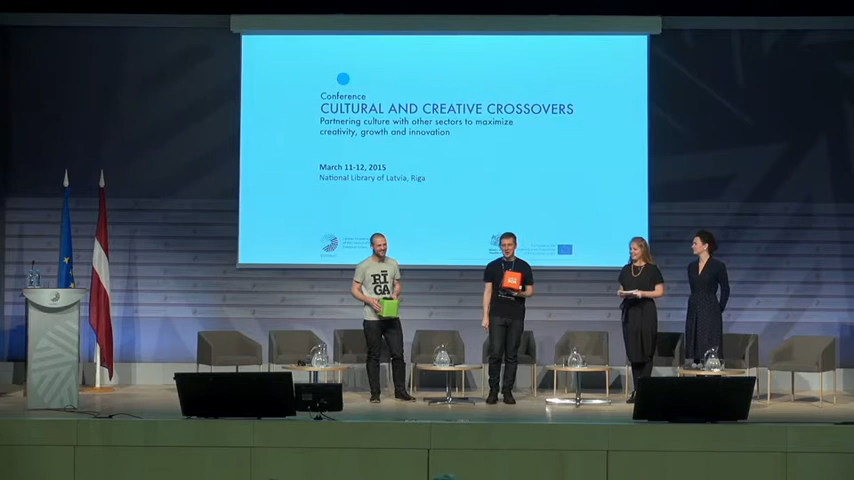 Conference
CULTURAL AND CREATIVE CROSSOVERS
Partnering culture with other sectors to maximize
creativity, growth and innovation
March 11-12, 2015
National Library of Latvia, Riga
RĪ
GA